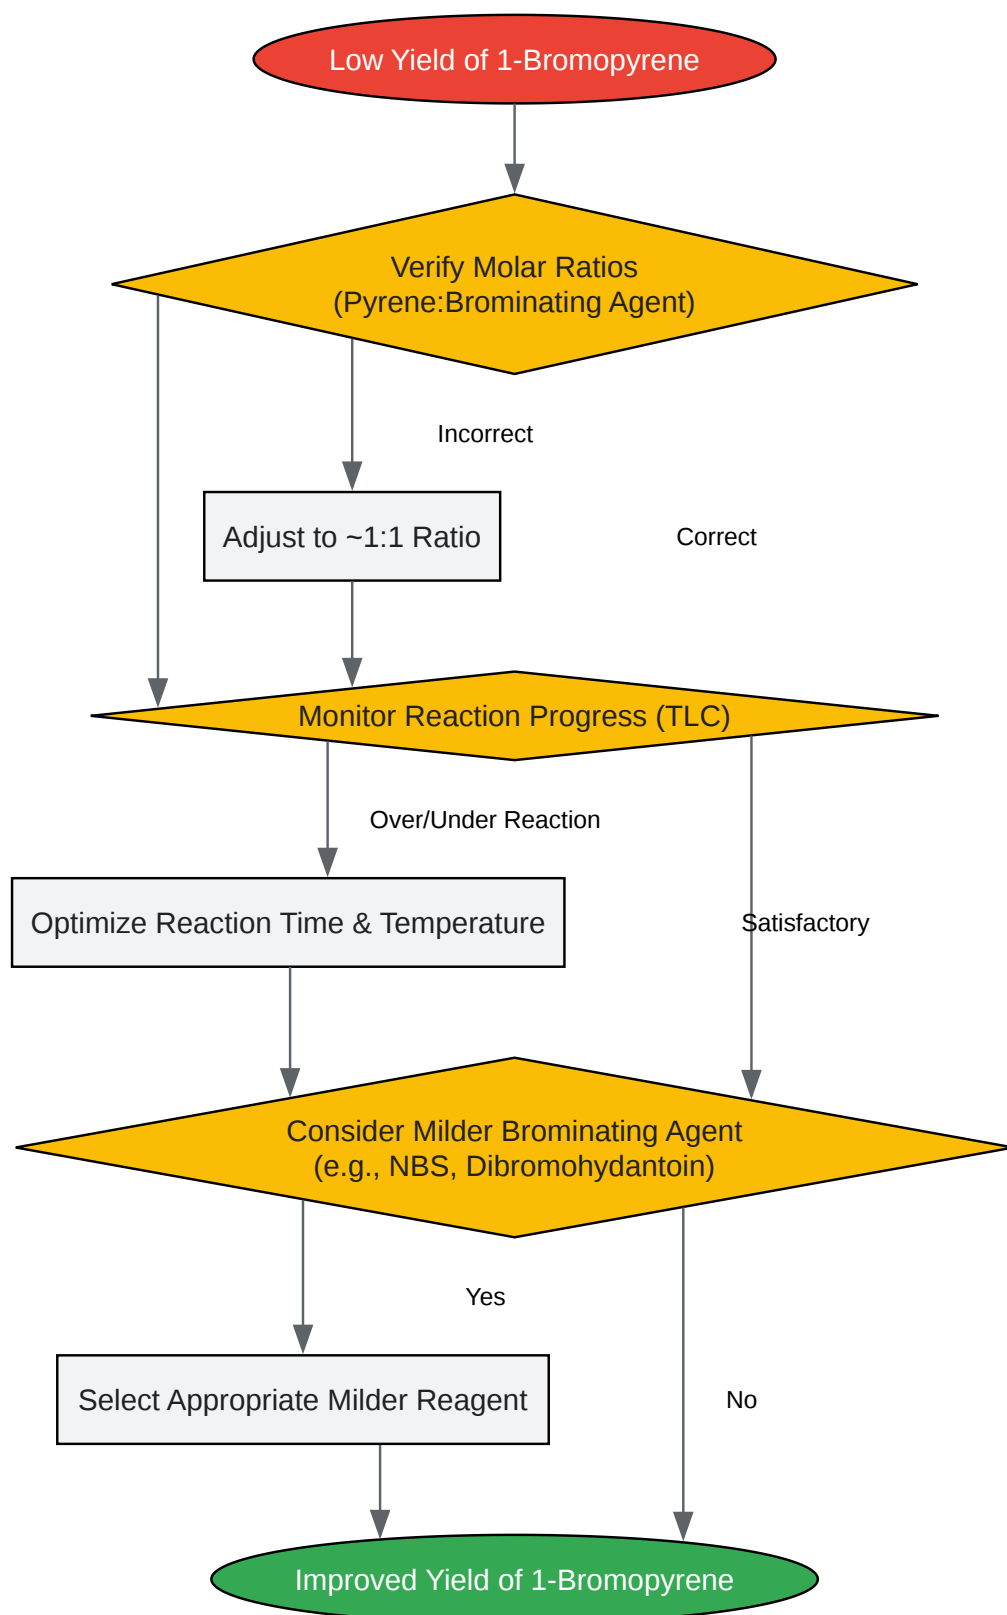 Low Yield of 1-Bromopyrene
Verify Molar Ratios
(Pyrene:Brominating Agent)
Incorrect
Adjust to ~1:1 Ratio
Correct
Monitor Reaction Progress (TLC)
Over/Under Reaction
Optimize Reaction Time & Temperature
Satisfactory
Consider Milder Brominating Agent
(e.g., NBS, Dibromohydantoin)
Yes
Select Appropriate Milder Reagent
No
Improved Yield of 1-Bromopyrene